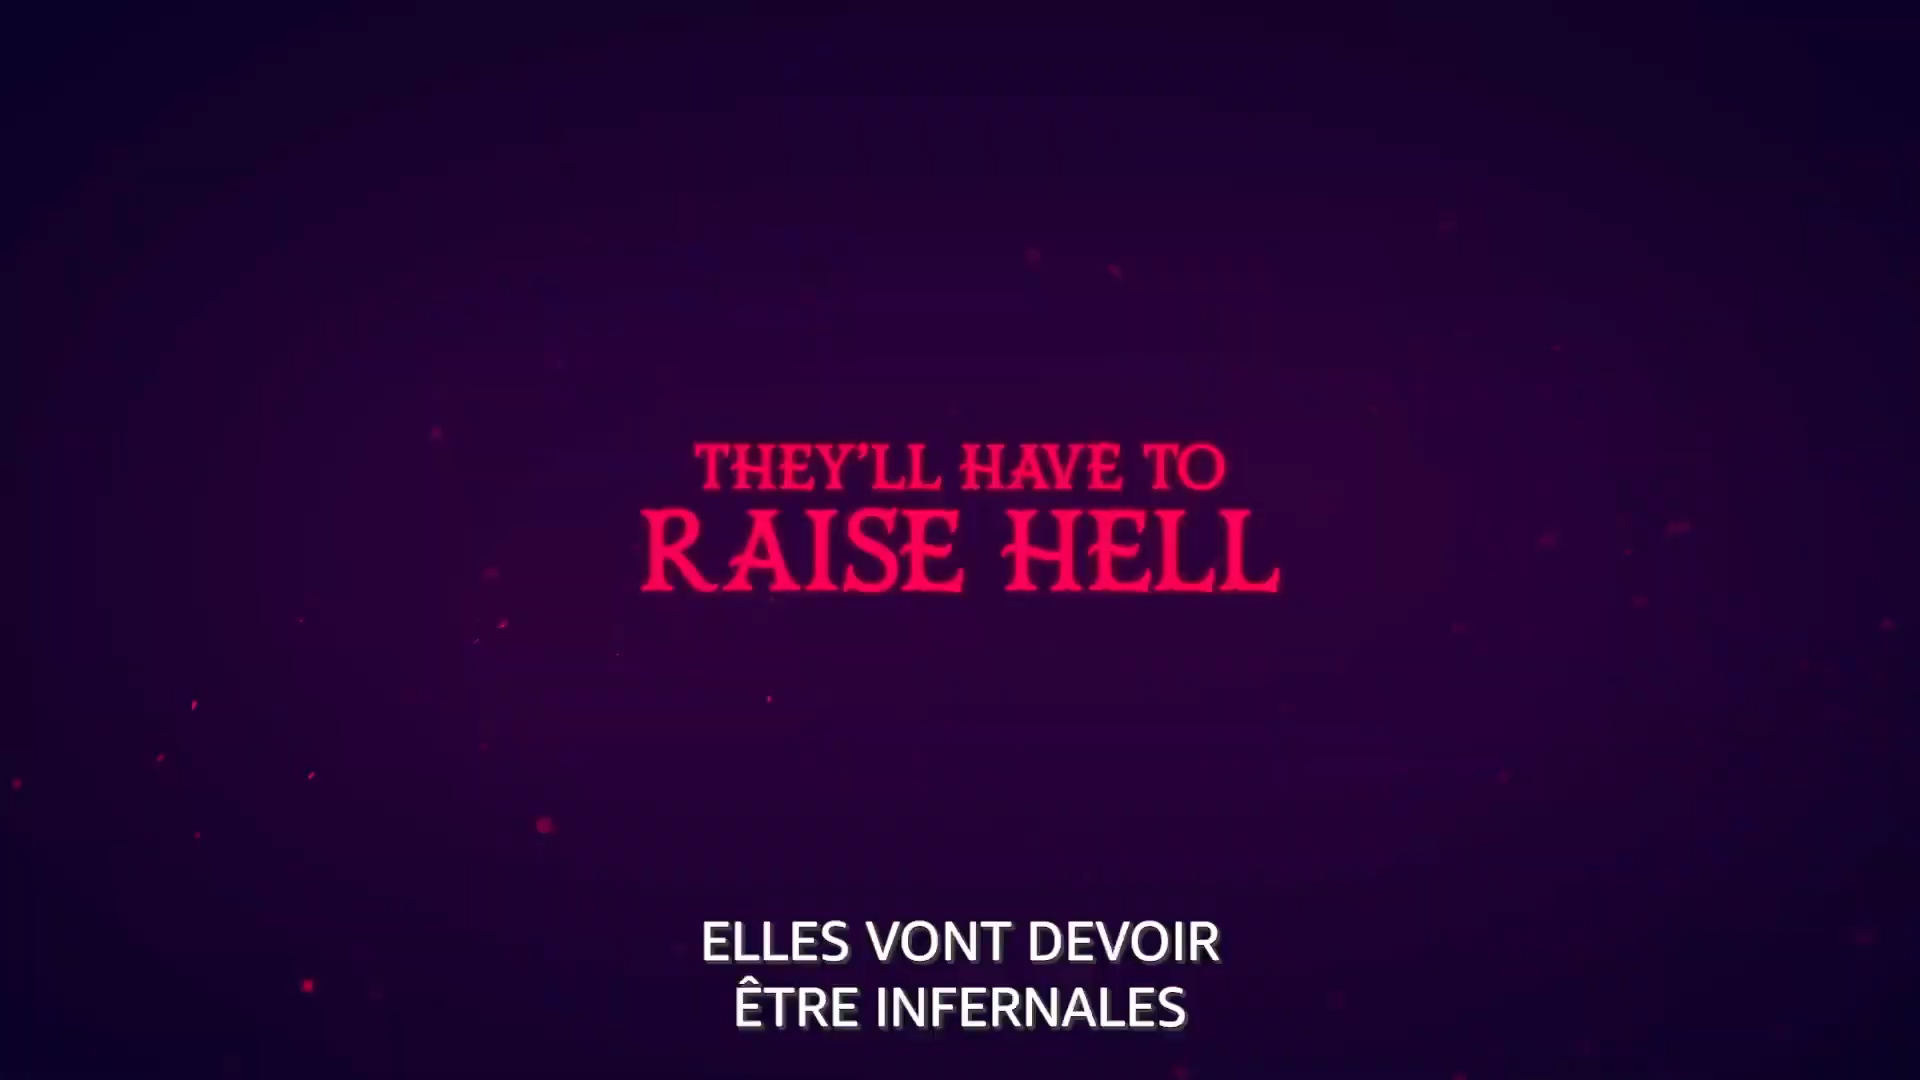 THEY'LL HAVE TO
RAISE HELL
ELLES VONT DEVOIR
ÊTRE INFERNALES